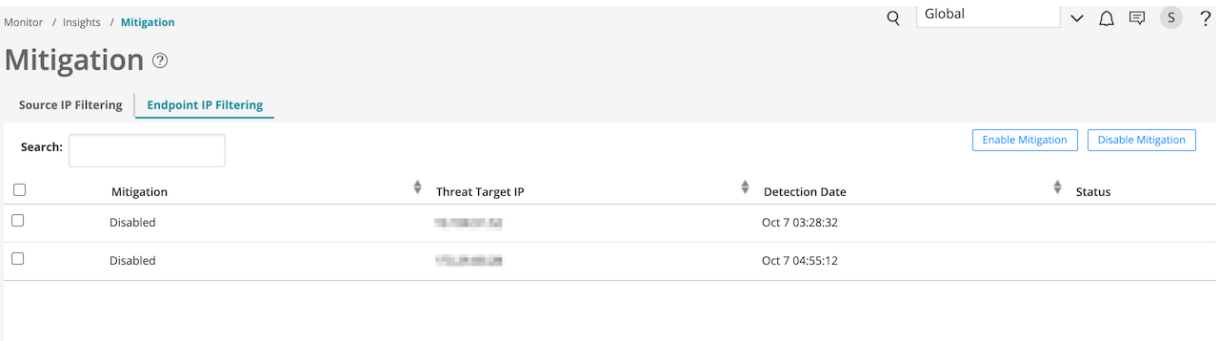 Monitor / Insights / Mitigation
Global
S ?
Mitigation ?
Source IP Filtering Endpoint IP Filtering
Search:
Enable Mitigation Disable Mitigation
Mitigation Threat Target IP Detection Date Status
Disabled Oct 7 03:28:32
Disabled Oct 7 04:55:12